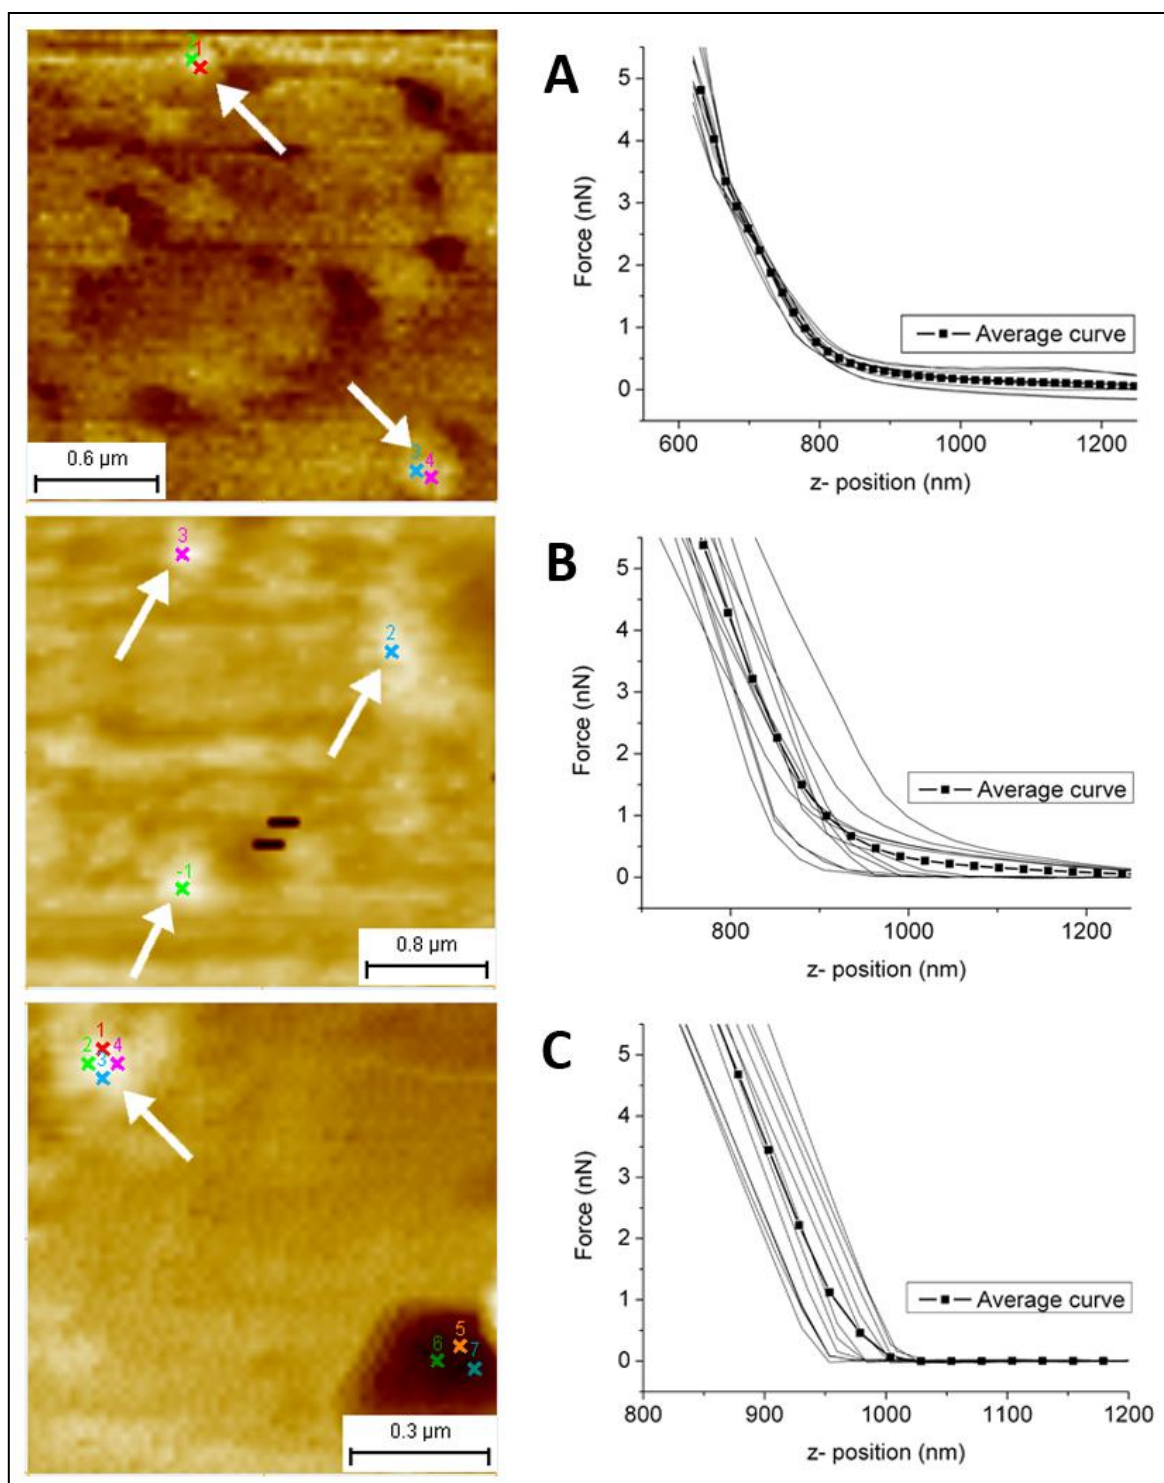 2
1
3
4
0.6 µm
A
5
4
3
2
1
0
Force (nN)
Average curve
600 800 1000 1200
z- position (nm)
3
2
-1
0.8 µm
B
5
4
3
2
1
0
Force (nN)
Average curve
800 1000 1200
z- position (nm)
1
2 4
3
5
6 7
0.3 µm
C
5
4
3
2
1
0
Force (nN)
Average curve
800 900 1000 1100 1200
z- position (nm)